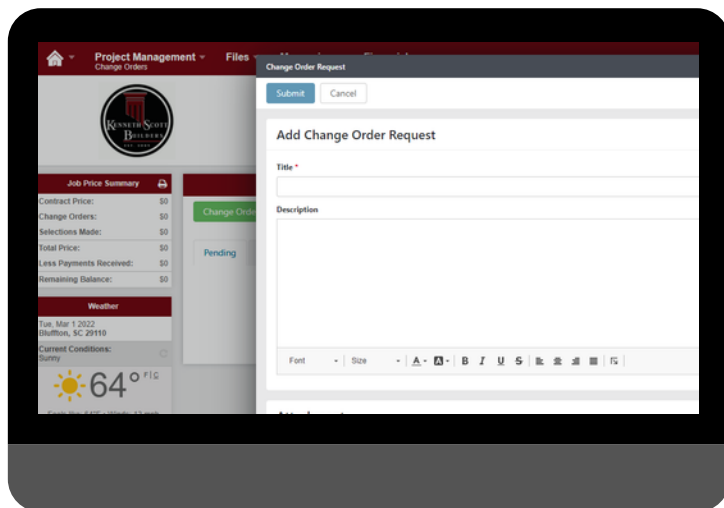 Project Management
Change Orders
Files
Change Order Request
Submit
Cancel
KENNETH SCOTT
BUILDERS
EST. 2005
Add Change Order Request
Title *
Description
Job Price Summary
Contract Price: $0
Change Orders: $0
Selections Made: $0
Total Price: $0
Less Payments Received: $0
Remaining Balance: $0
Change Orde
Pending
Weather
Tue, Mar 1 2022
Bluffton, SC 29110
Current Conditions:
Sunny
64° F|C
Font
Size
A
A
B
I
U
S